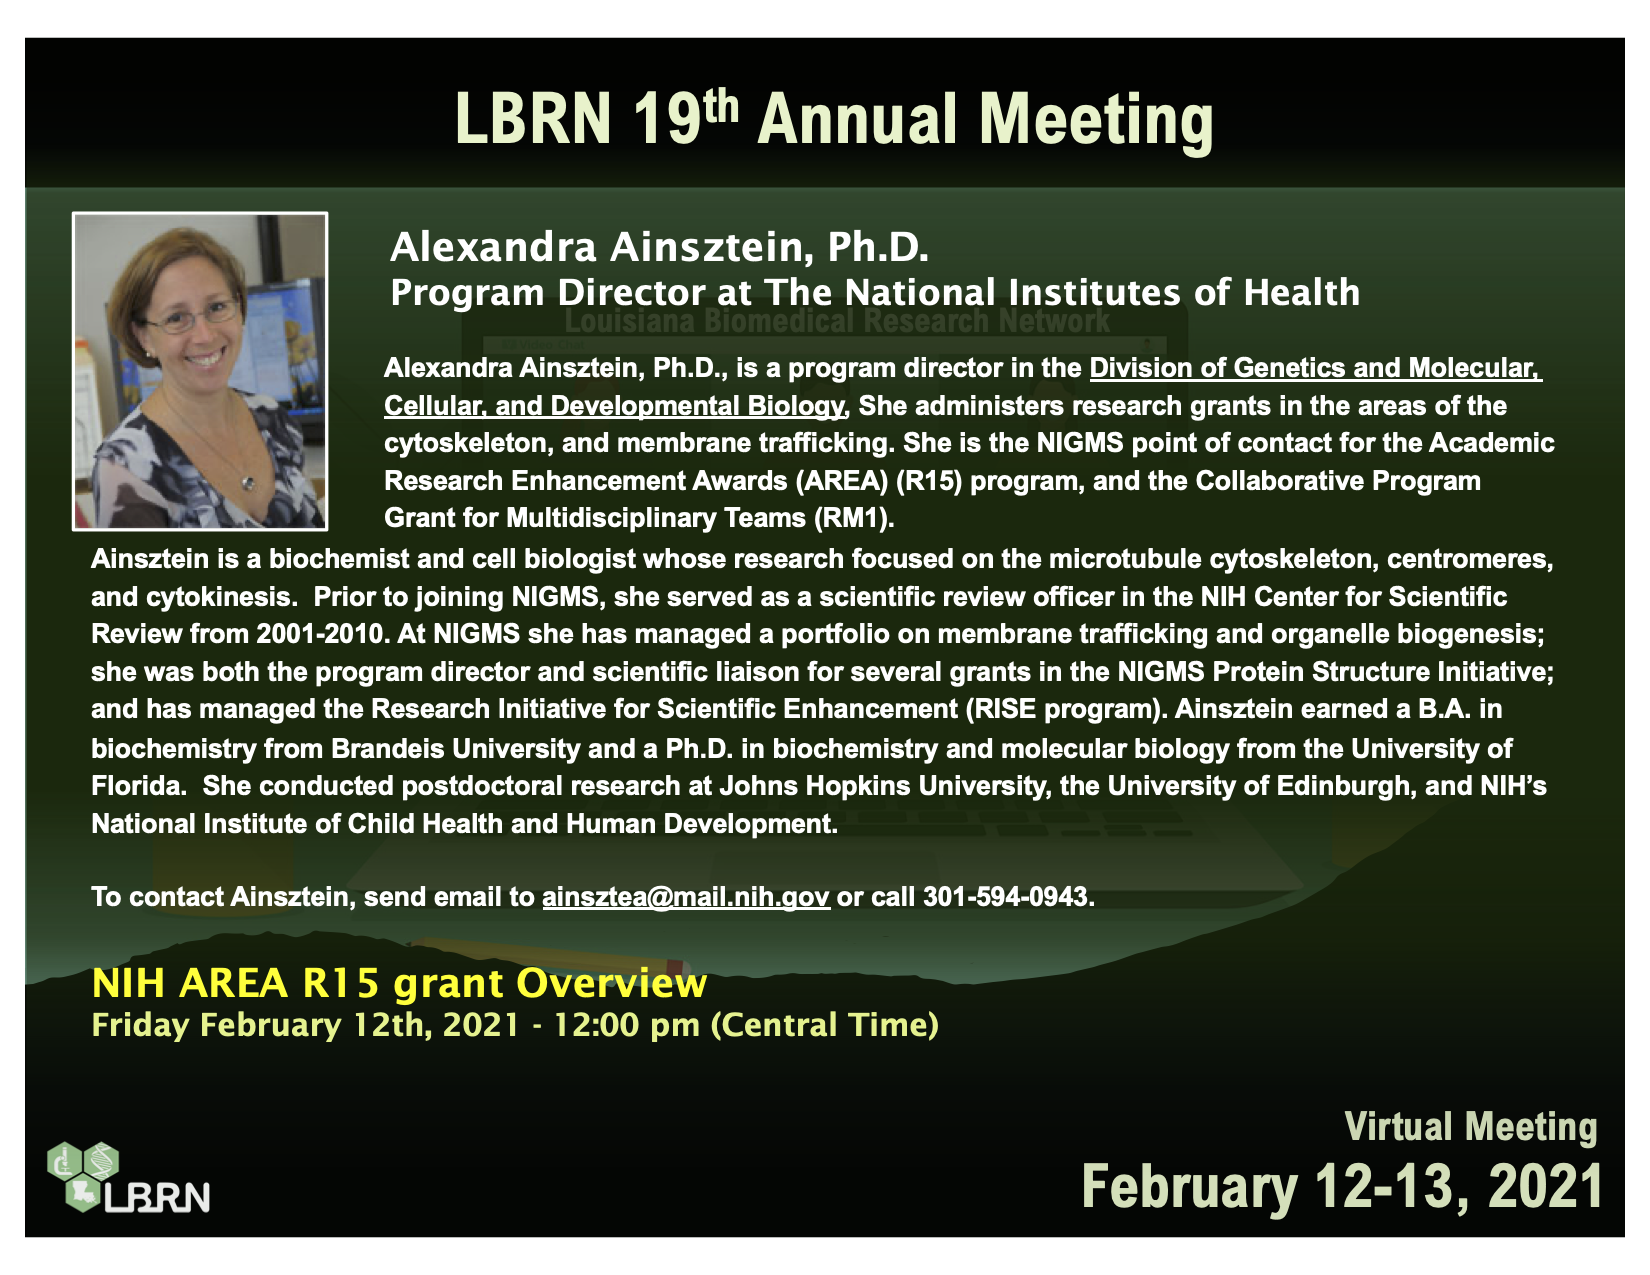 LBRN 19th Annual Meeting
Alexandra Ainsztein, Ph.D.
Program Director at The National Institutes of Health
Louisiana Biomedical Research Network
Alexandra Ainsztein, Ph.D., is a program director in the Division of Genetics and Molecular,
Cellular, and Developmental Biology, She administers research grants in the areas of the
cytoskeleton, and membrane trafficking. She is the NIGMS point of contact for the Academic
Research Enhancement Awards (AREA) (R15) program, and the Collaborative Program
Grant for Multidisciplinary Teams (RM1).
Ainsztein is a biochemist and cell biologist whose research focused on the microtubule cytoskeleton, centromeres,
and cytokinesis.  Prior to joining NIGMS, she served as a scientific review officer in the NIH Center for Scientific
Review from 2001-2010. At NIGMS she has managed a portfolio on membrane trafficking and organelle biogenesis;
she was both the program director and scientific liaison for several grants in the NIGMS Protein Structure Initiative;
and has managed the Research Initiative for Scientific Enhancement (RISE program). Ainsztein earned a B.A. in
biochemistry from Brandeis University and a Ph.D. in biochemistry and molecular biology from the University of
Florida.  She conducted postdoctoral research at Johns Hopkins University, the University of Edinburgh, and NIH’s
National Institute of Child Health and Human Development.
To contact Ainsztein, send email to ainsztea@mail.nih.gov or call 301-594-0943.
NIH AREA R15 grant Overview
Friday February 12th, 2021 - 12:00 pm (Central Time)
Virtual Meeting
February 12-13, 2021
LBRN